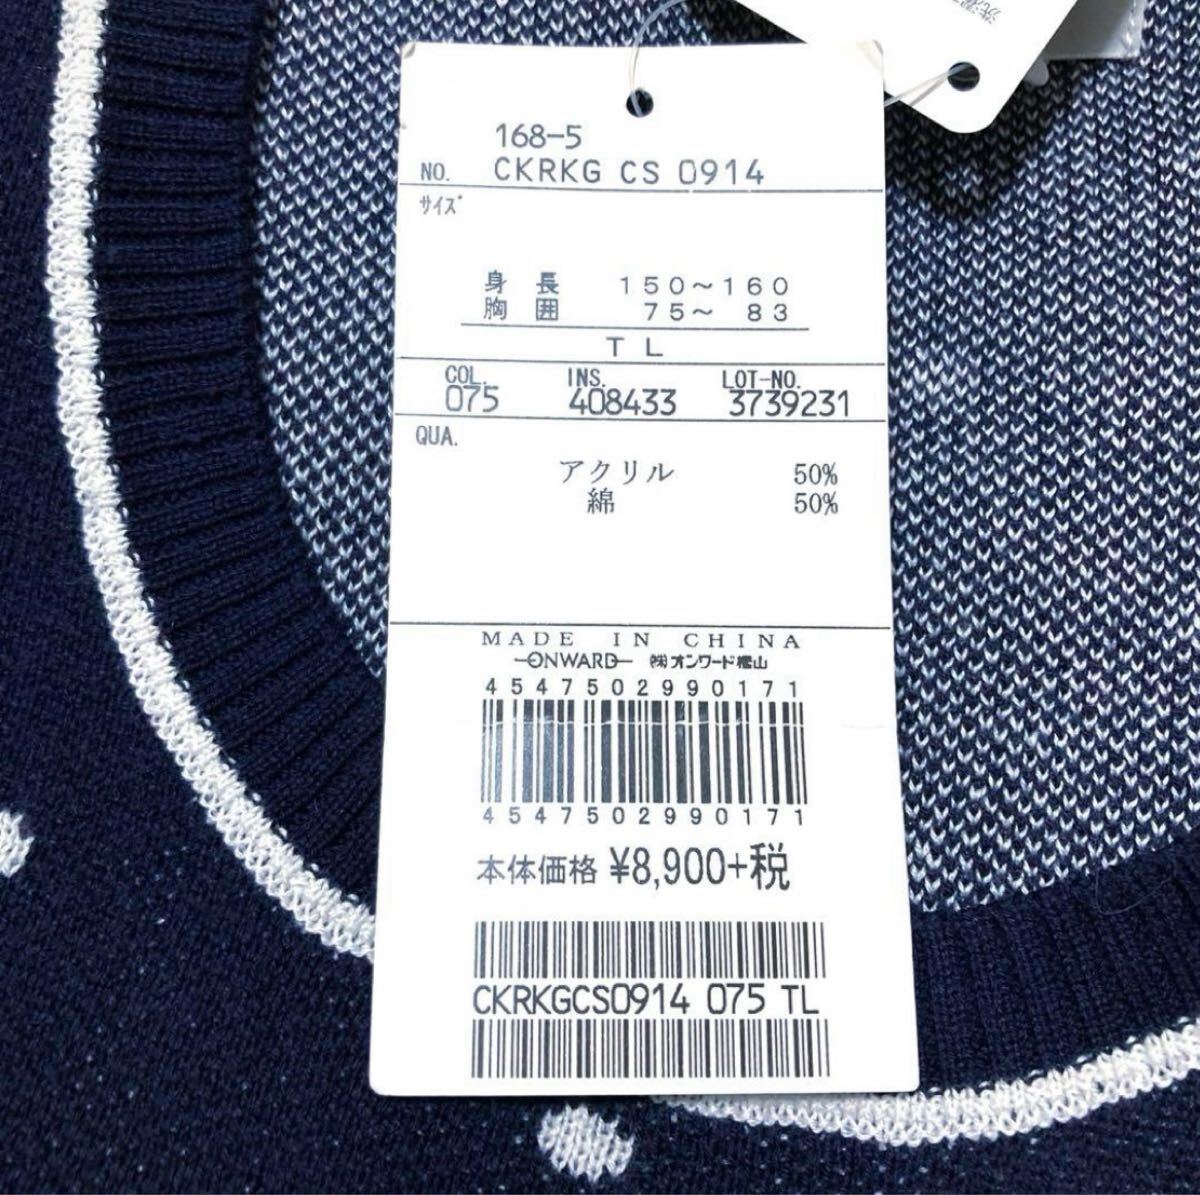 168-5
NO. CKRKG CS 0914
サイズ
身長 150〜160
胸囲 75〜 83
TL
COL. INS. LOT-NO.
075 408433 3739231
QUA.
アクリル 50%
綿 50%
MADE IN CHINA
ONWARD ㈱オンワード樫山
4547502990171
4547502990171
本体価格 ¥8,900+税
CKRKGCS0914 075 TL